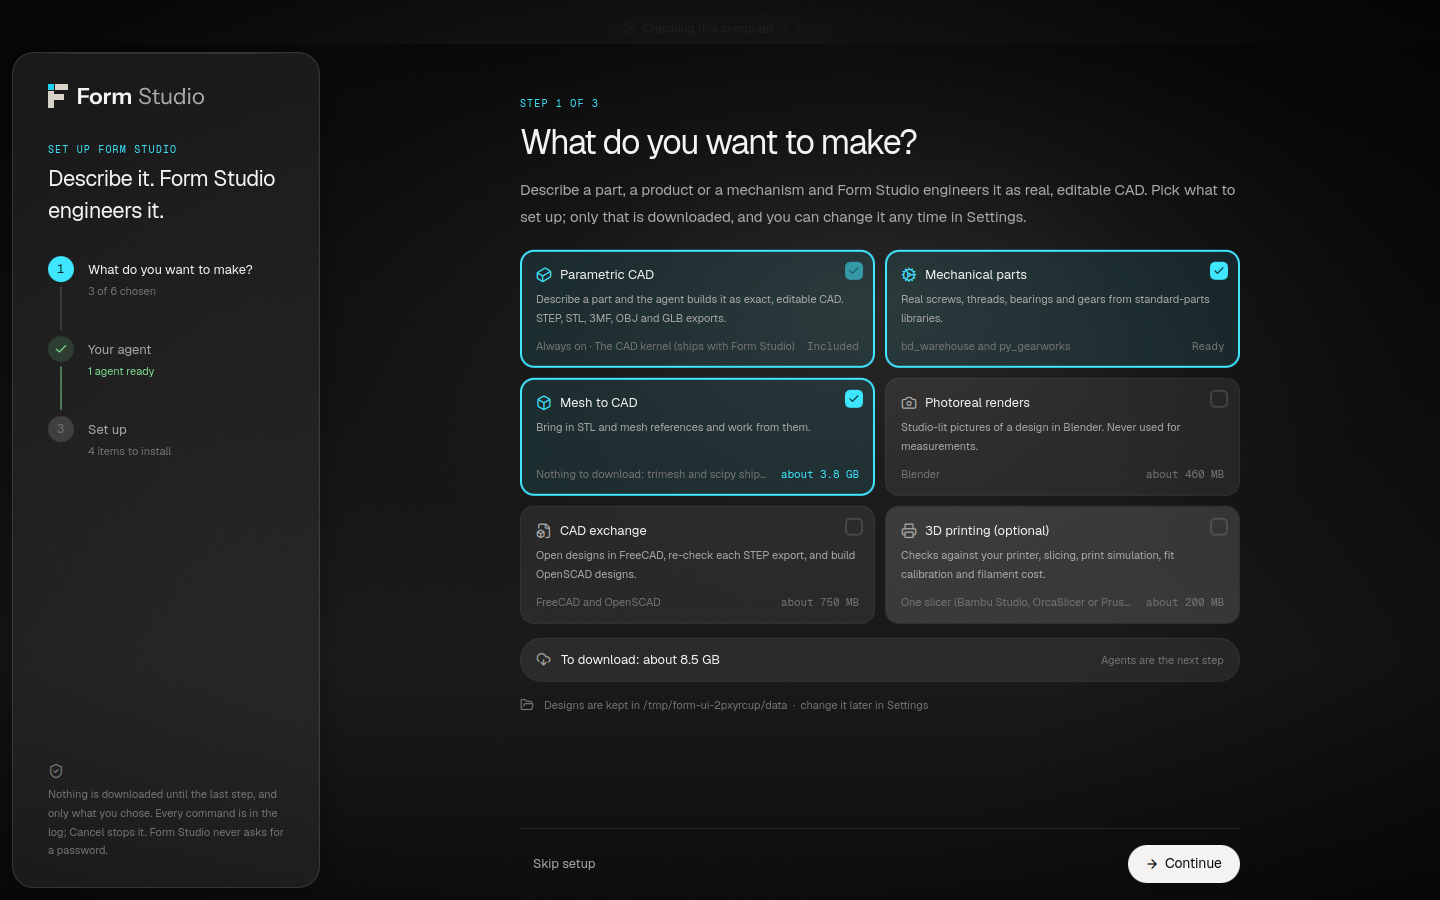 Checking this computer
Form Studio
SET UP FORM STUDIO
Describe it. Form Studio
engineers it.
1
What do you want to make?
3 of 6 chosen
Your agent
1 agent ready
3
Set up
4 items to install
Nothing is downloaded until the last step, and
only what you chose. Every command is in the
log; Cancel stops it. Form Studio never asks for
a password.
STEP 1 OF 3
What do you want to make?
Describe a part, a product or a mechanism and Form Studio engineers it as real, editable CAD. Pick what to
set up; only that is downloaded, and you can change it any time in Settings.
Parametric CAD
Describe a part and the agent builds it as exact, editable CAD.
STEP, STL, 3MF, OBJ and GLB exports.
Always on · The CAD kernel (ships with Form Studio) Included
Mechanical parts
Real screws, threads, bearings and gears from standard-parts
libraries.
bd_warehouse and py_gearworks Ready
Mesh to CAD
Bring in STL and mesh references and work from them.
Nothing to download: trimesh and scipy ship... about 3.8 GB
Photoreal renders
Studio-lit pictures of a design in Blender. Never used for
measurements.
Blender about 460 MB
CAD exchange
Open designs in FreeCAD, re-check each STEP export, and build
OpenSCAD designs.
FreeCAD and OpenSCAD about 750 MB
3D printing (optional)
Checks against your printer, slicing, print simulation, fit
calibration and filament cost.
One slicer (Bambu Studio, OrcaSlicer or Prus... about 200 MB
To download: about 8.5 GB
Agents are the next step
Designs are kept in /tmp/form-ui-2pxyrcup/data · change it later in Settings
Skip setup
Continue